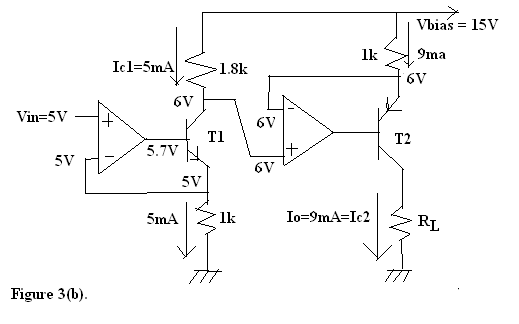 Vbias = 15V
Ic1=5mA
1.8k
1k
9ma
6V
6V
Vin=5V
+
-
5V
5.7V
T1
5V
6V
-
+
6V
T2
5mA
1k
Io=9mA=Ic2
RL
Figure 3(b).